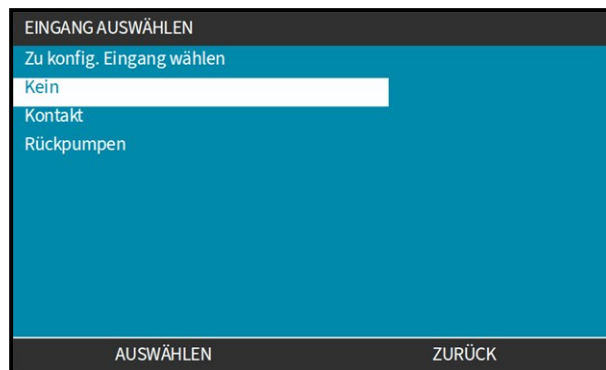 EINGANG AUSWÄHLEN
Zu konfig. Eingang wählen
Kein
Kontakt
Rückpumpen
AUSWÄHLEN ZURÜCK